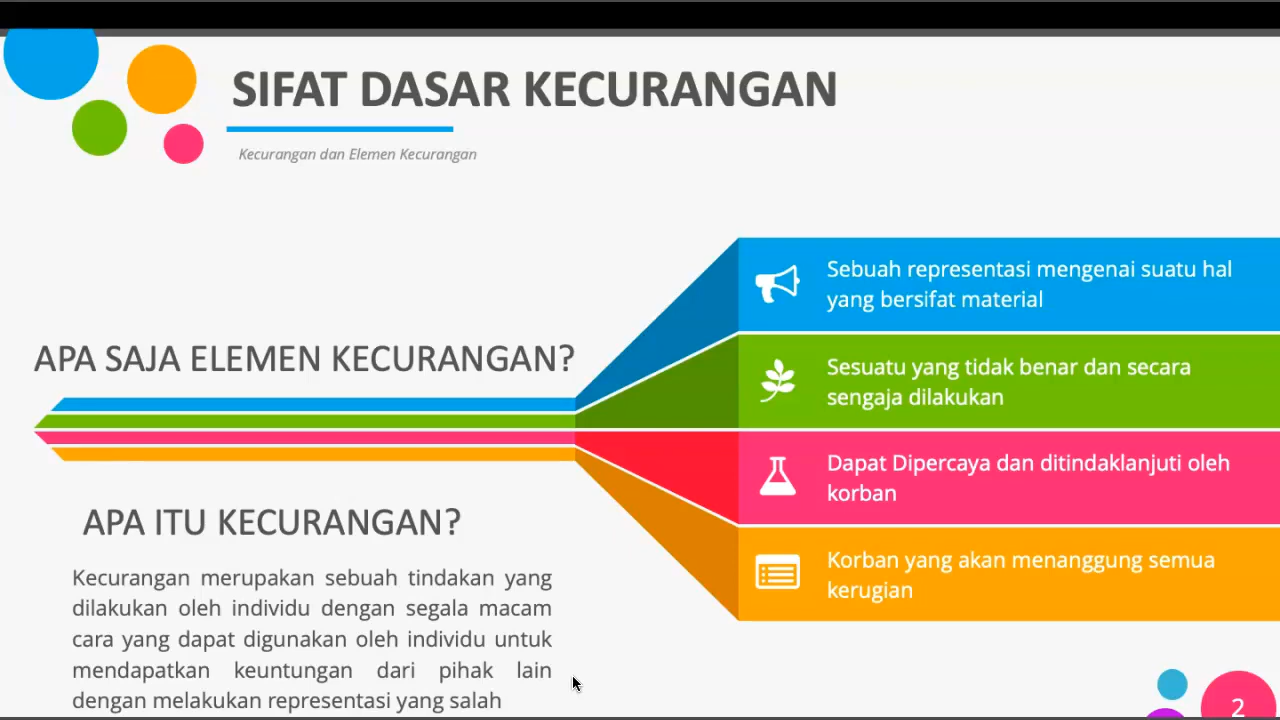 SIFAT DASAR KECURANGAN
Kecurangan dan Elemen Kecurangan
APA SAJA ELEMEN KECURANGAN?
Sebuah representasi mengenai suatu hal
yang bersifat material
Sesuatu yang tidak benar dan secara
sengaja dilakukan
Dapat Dipercaya dan ditindaklanjuti oleh
korban
Korban yang akan menanggung semua
kerugian
APA ITU KECURANGAN?
Kecurangan merupakan sebuah tindakan yang
dilakukan oleh individu dengan segala macam
cara yang dapat digunakan oleh individu untuk
mendapatkan keuntungan dari pihak lain
dengan melakukan representasi yang salah
2